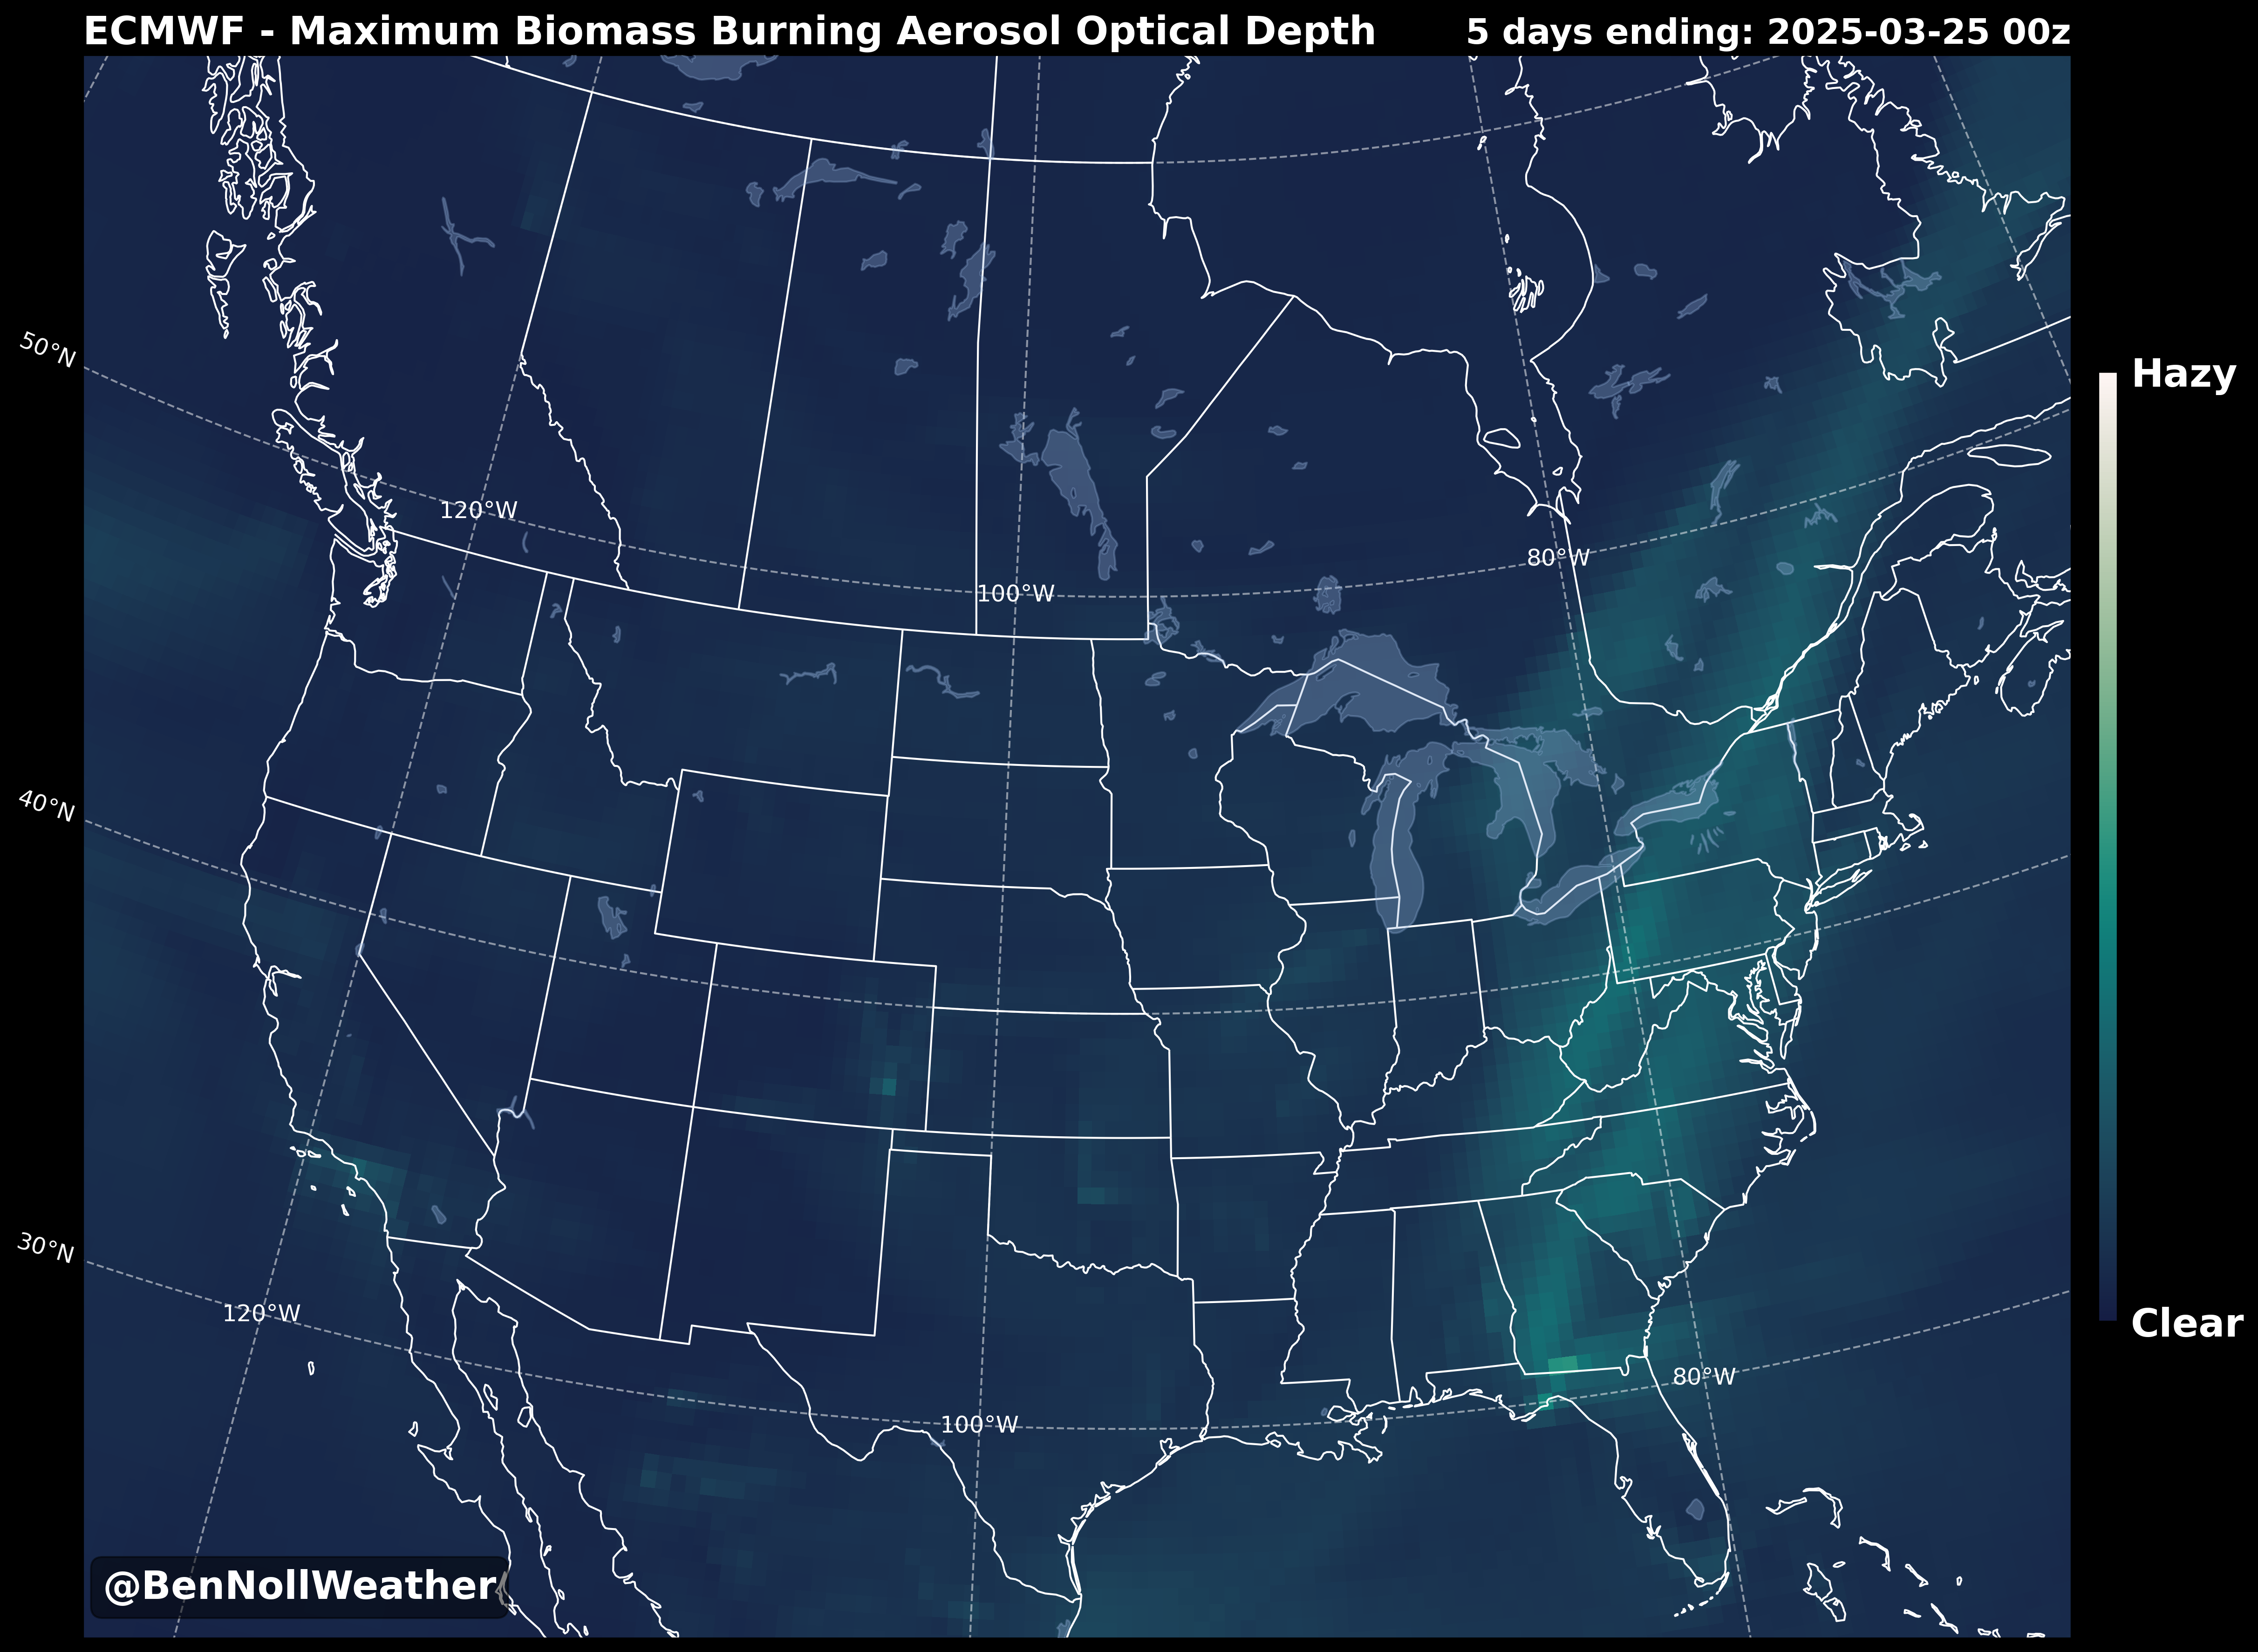 ECMWF - Maximum Biomass Burning Aerosol Optical Depth
5 days ending: 2025-03-25 00z
50°N
Hazy
120°W
80°W
100°W
40°N
30°N
120°W
Clear
80°W
100°W
@BenNollWeather